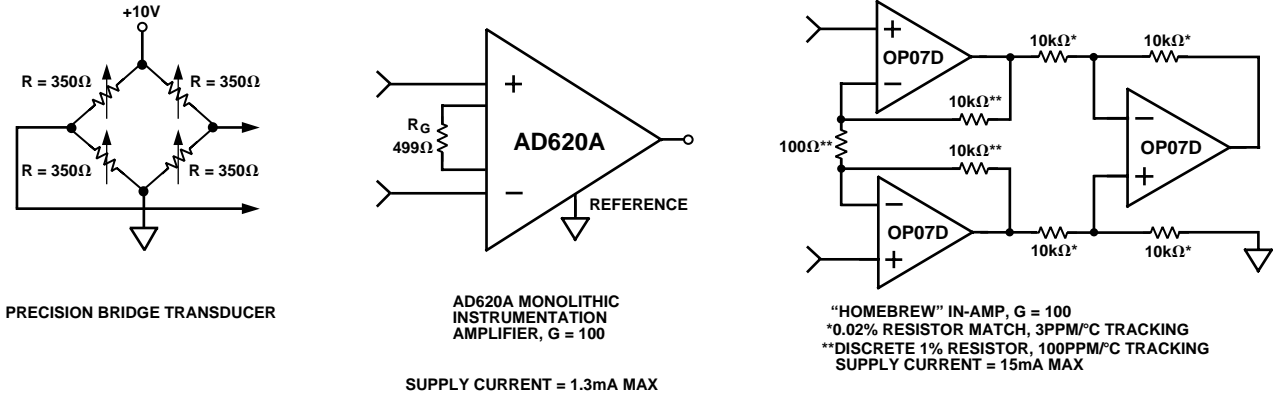 +10V
R = 350Ω
R = 350Ω
R = 350Ω
R = 350Ω
PRECISION BRIDGE TRANSDUCER
+
RG
499Ω
AD620A
−
REFERENCE
AD620A MONOLITHIC
INSTRUMENTATION
AMPLIFIER, G = 100
SUPPLY CURRENT = 1.3mA MAX
+
OP07D
−
10kΩ*
10kΩ*
10kΩ**
100Ω**
10kΩ**
−
OP07D
+
−
OP07D
+
10kΩ*
10kΩ*
“HOMEBREW” IN-AMP, G = 100
*0.02% RESISTOR MATCH, 3PPM/°C TRACKING
**DISCRETE 1% RESISTOR, 100PPM/°C TRACKING
SUPPLY CURRENT = 15mA MAX